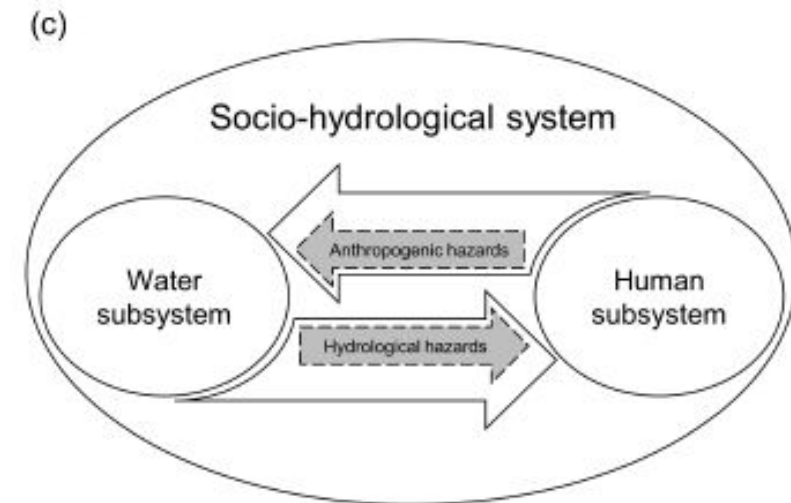 (c)
Socio-hydrological system
Anthropogenic hazards
Water
subsystem
Human
subsystem
Hydrological hazards